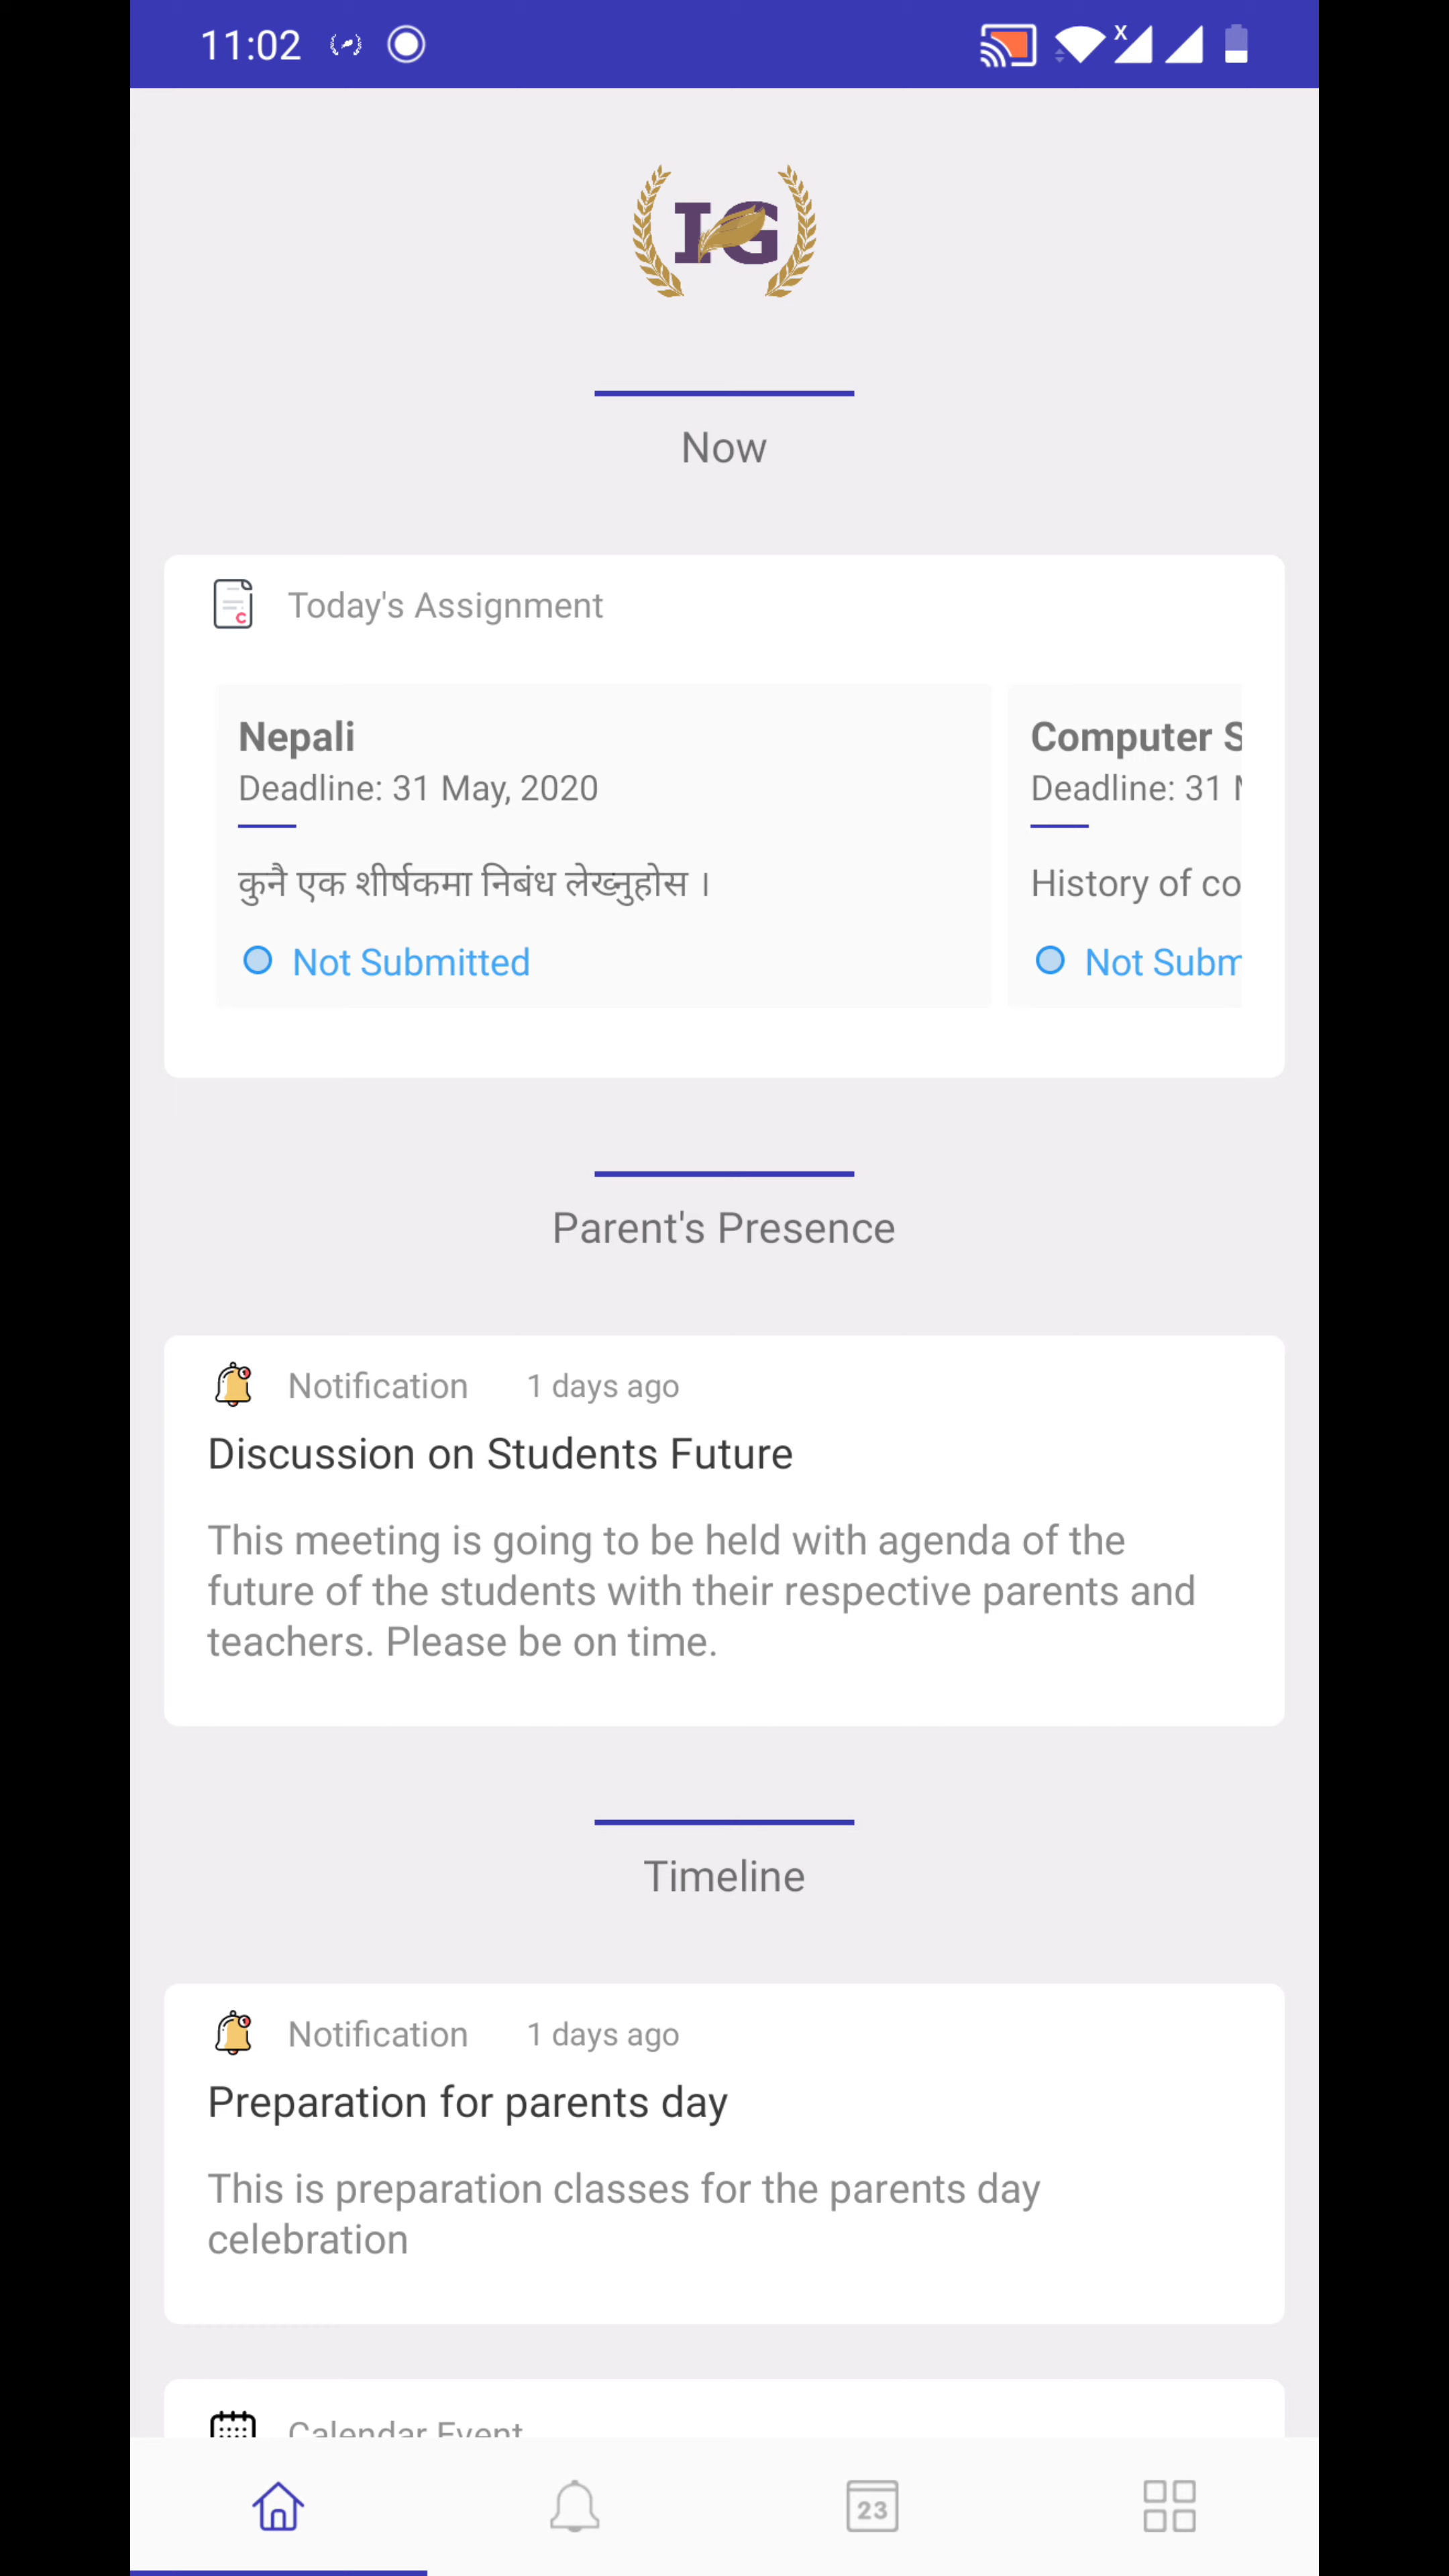 11:02
IG
Now
Today's Assignment
Nepali
Deadline: 31 May, 2020
कुनै एक शीर्षकमा निबंध लेख्नुहोस ।
Not Submitted
Computer S
Deadline: 31
History of co
Not Subm
Parent's Presence
Notification 1 days ago
Discussion on Students Future
This meeting is going to be held with agenda of the
future of the students with their respective parents and
teachers. Please be on time.
Timeline
Notification 1 days ago
Preparation for parents day
This is preparation classes for the parents day
celebration
Calendar Event
23